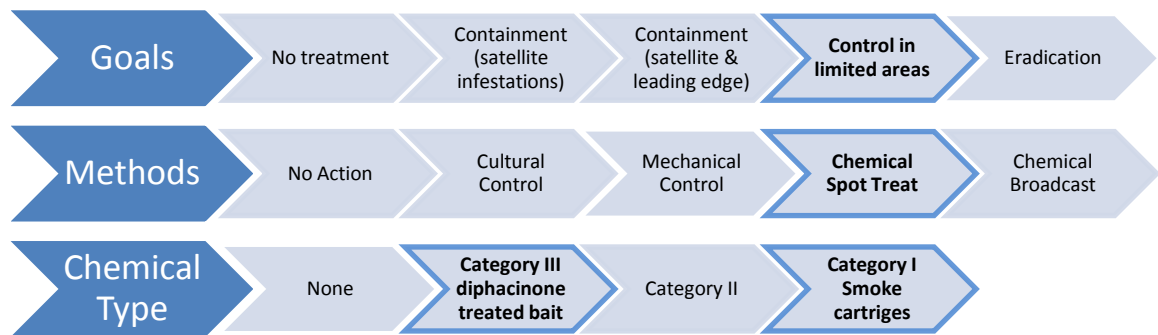 Goals
No treatment
Containment
(satellite
infestations)
Containment
(satellite &
leading edge)
Control in
limited areas
Eradication
Methods
No Action
Cultural
Control
Mechanical
Control
Chemical
Spot Treat
Chemical
Broadcast
Chemical
Type
None
Category III
diphacinone
treated bait
Category II
Category I
Smoke
cartriges